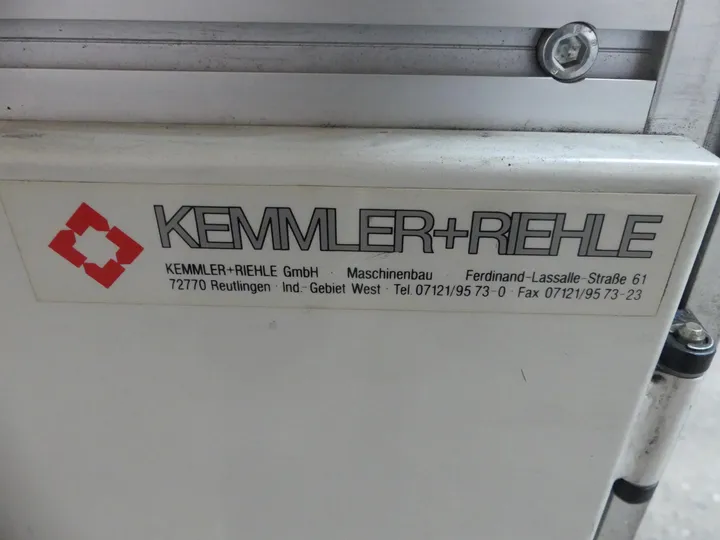 KEMMLER+RIEHLE
KEMMLER+RIEHLE GmbH · Maschinenbau · Ferdinand-Lassalle-Straße 61
72770 Reutlingen · Ind.-Gebiet West · Tel 07121/95 73-0 · Fax 07121/95 73-23